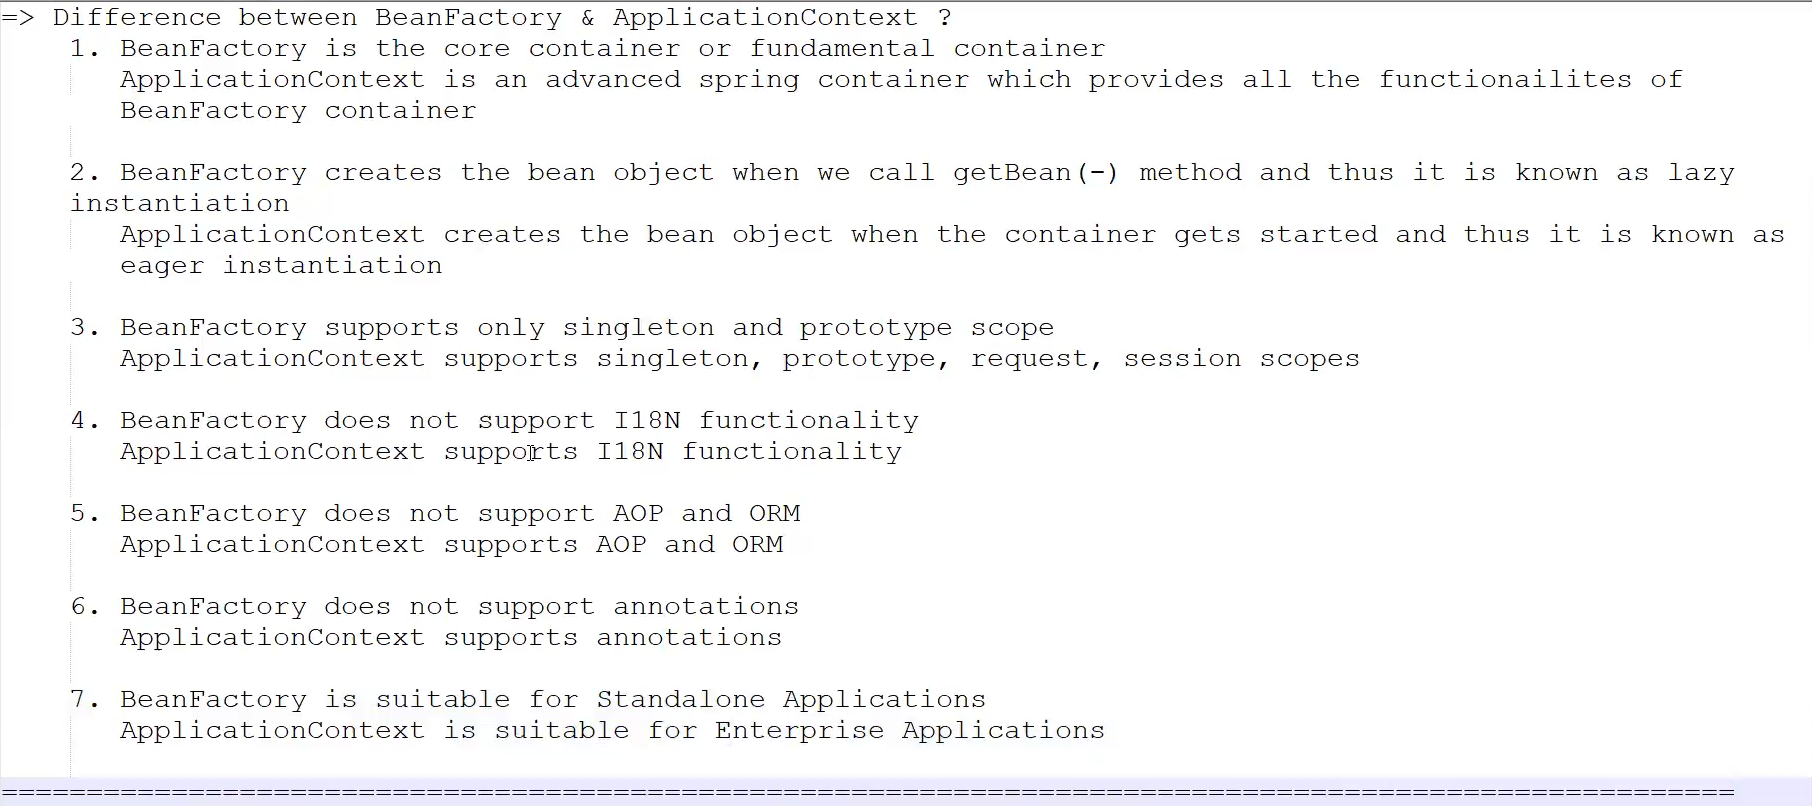 => Difference between BeanFactory & ApplicationContext ?
1. BeanFactory is the core container or fundamental container
ApplicationContext is an advanced spring container which provides all the functionailites of
BeanFactory container
2. BeanFactory creates the bean object when we call getBean(-) method and thus it is known as lazy
instantiation
ApplicationContext creates the bean object when the container gets started and thus it is known as
eager instantiation
3. BeanFactory supports only singleton and prototype scope
ApplicationContext supports singleton, prototype, request, session scopes
4. BeanFactory does not support I18N functionality
ApplicationContext supports I18N functionality
5. BeanFactory does not support AOP and ORM
ApplicationContext supports AOP and ORM
6. BeanFactory does not support annotations
ApplicationContext supports annotations
7. BeanFactory is suitable for Standalone Applications
ApplicationContext is suitable for Enterprise Applications
======================================================================================================